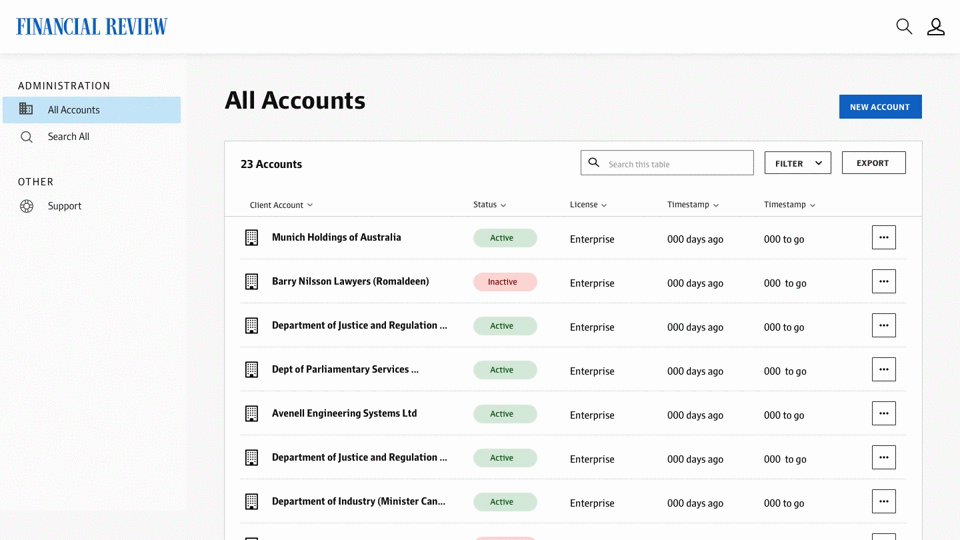 FINANCIAL REVIEW
ADMINISTRATION
All Accounts
Search All
OTHER
Support
All Accounts
NEW ACCOUNT
23 Accounts
Search this table
FILTER
EXPORT
Client Account Status License Timestamp Timestamp
Munich Holdings of Australia Active Enterprise 000 days ago 000 to go
Barry Nilsson Lawyers (Romaldeen) Inactive Enterprise 000 days ago 000 to go
Department of Justice and Regulation ... Active Enterprise 000 days ago 000 to go
Dept of Parliamentary Services ... Active Enterprise 000 days ago 000 to go
Avenell Engineering Systems Ltd Active Enterprise 000 days ago 000 to go
Department of Justice and Regulation ... Active Enterprise 000 days ago 000 to go
Department of Industry (Minister Can... Active Enterprise 000 days ago 000 to go